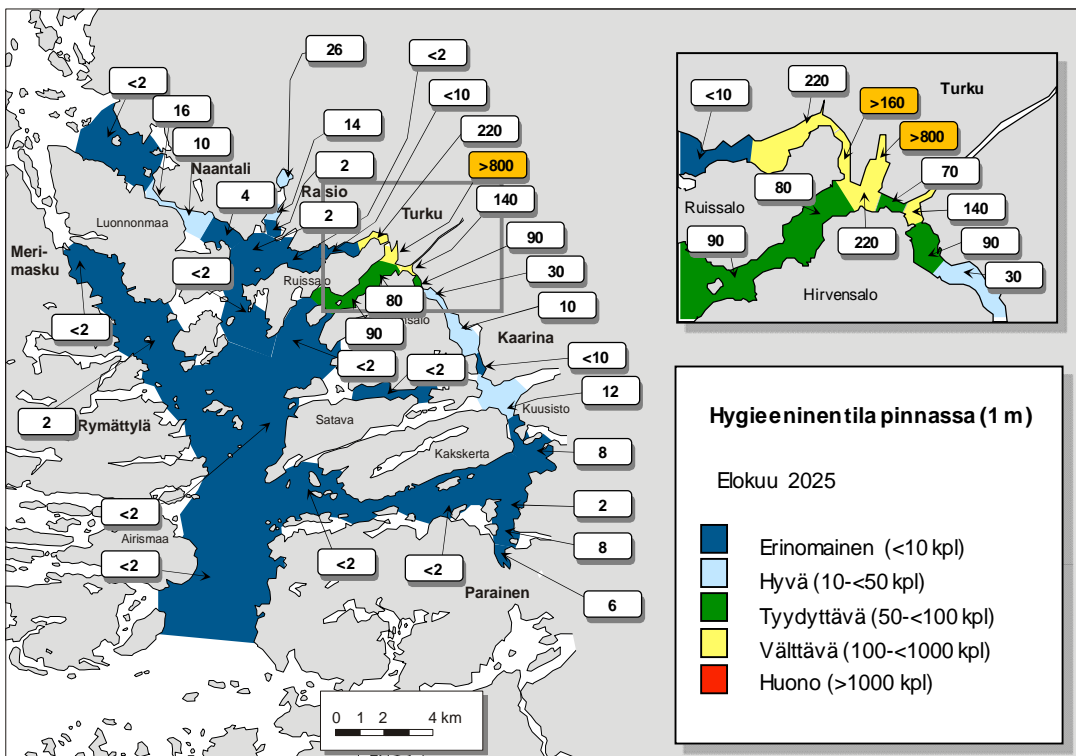 26
<2
<2
<10
16
220
14
10
>800
Naantali
2
4
Raisio
140
2
Turku
Luonnonmaa
90
Meri-
masku
<2
Ruissalo
30
80
10
<2
90
Kaarina
<2
<2
<10
2
Rymättylä
Satava
12
Kuusisto
Kakskerta
8
<2
2
Airismaa
<2
<2
<2
8
Parainen
6
0 1 2 4 km
220
Turku
<10
>160
>800
80
70
Ruissalo
140
90
220
90
30
Hirvensalo
Hygieeninen tila pinnassa (1 m)
Elokuu 2025
Erinomainen (<10 kpl)
Hyvä (10-<50 kpl)
Tyydyttävä (50-<100 kpl)
Välttävä (100-<1000 kpl)
Huono (>1000 kpl)